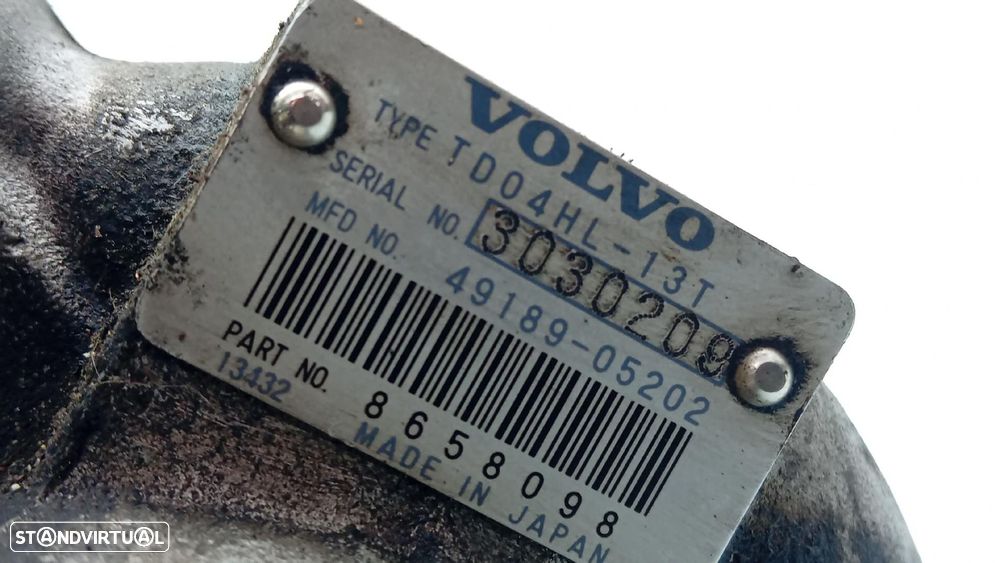 VOLVO
TYPE TD04HL-13T
SERIAL NO. 3030209
MFD NO. 49189-05202
PART NO. 8658098
13432 MADE IN JAPAN
STANDVIRTUAL